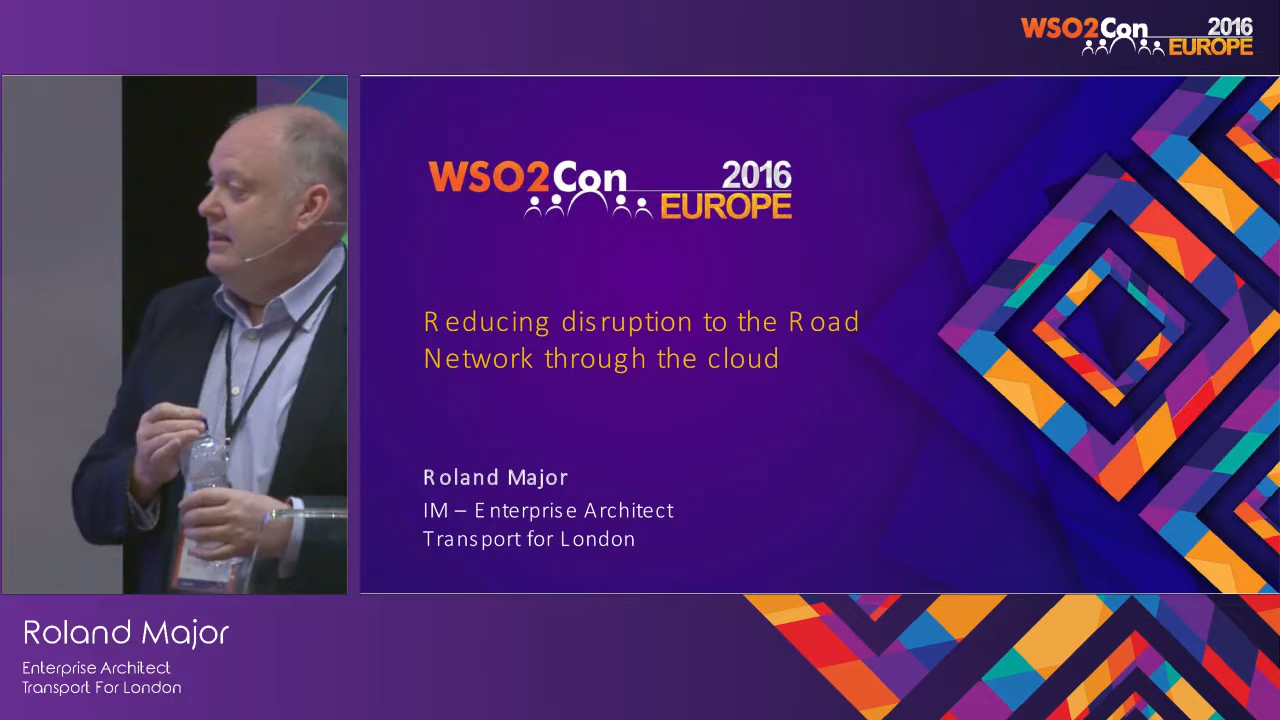 WSO2Con 2016
EUROPE
WSO2Con 2016
EUROPE
Reducing disruption to the Road
Network through the cloud
Roland Major
IM – Enterprise Architect
Transport for London
Roland Major
Enterprise Architect
Transport For London